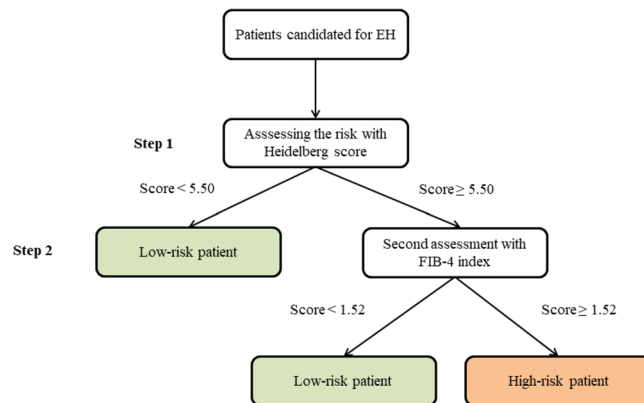 Patients candidated for EH
Step 1
Asssessing the risk with
Heidelberg score
Score < 5.50
Score ≥ 5.50
Step 2
Low-risk patient
Second assessment with
FIB-4 index
Score < 1.52
Score ≥ 1.52
Low-risk patient
High-risk patient